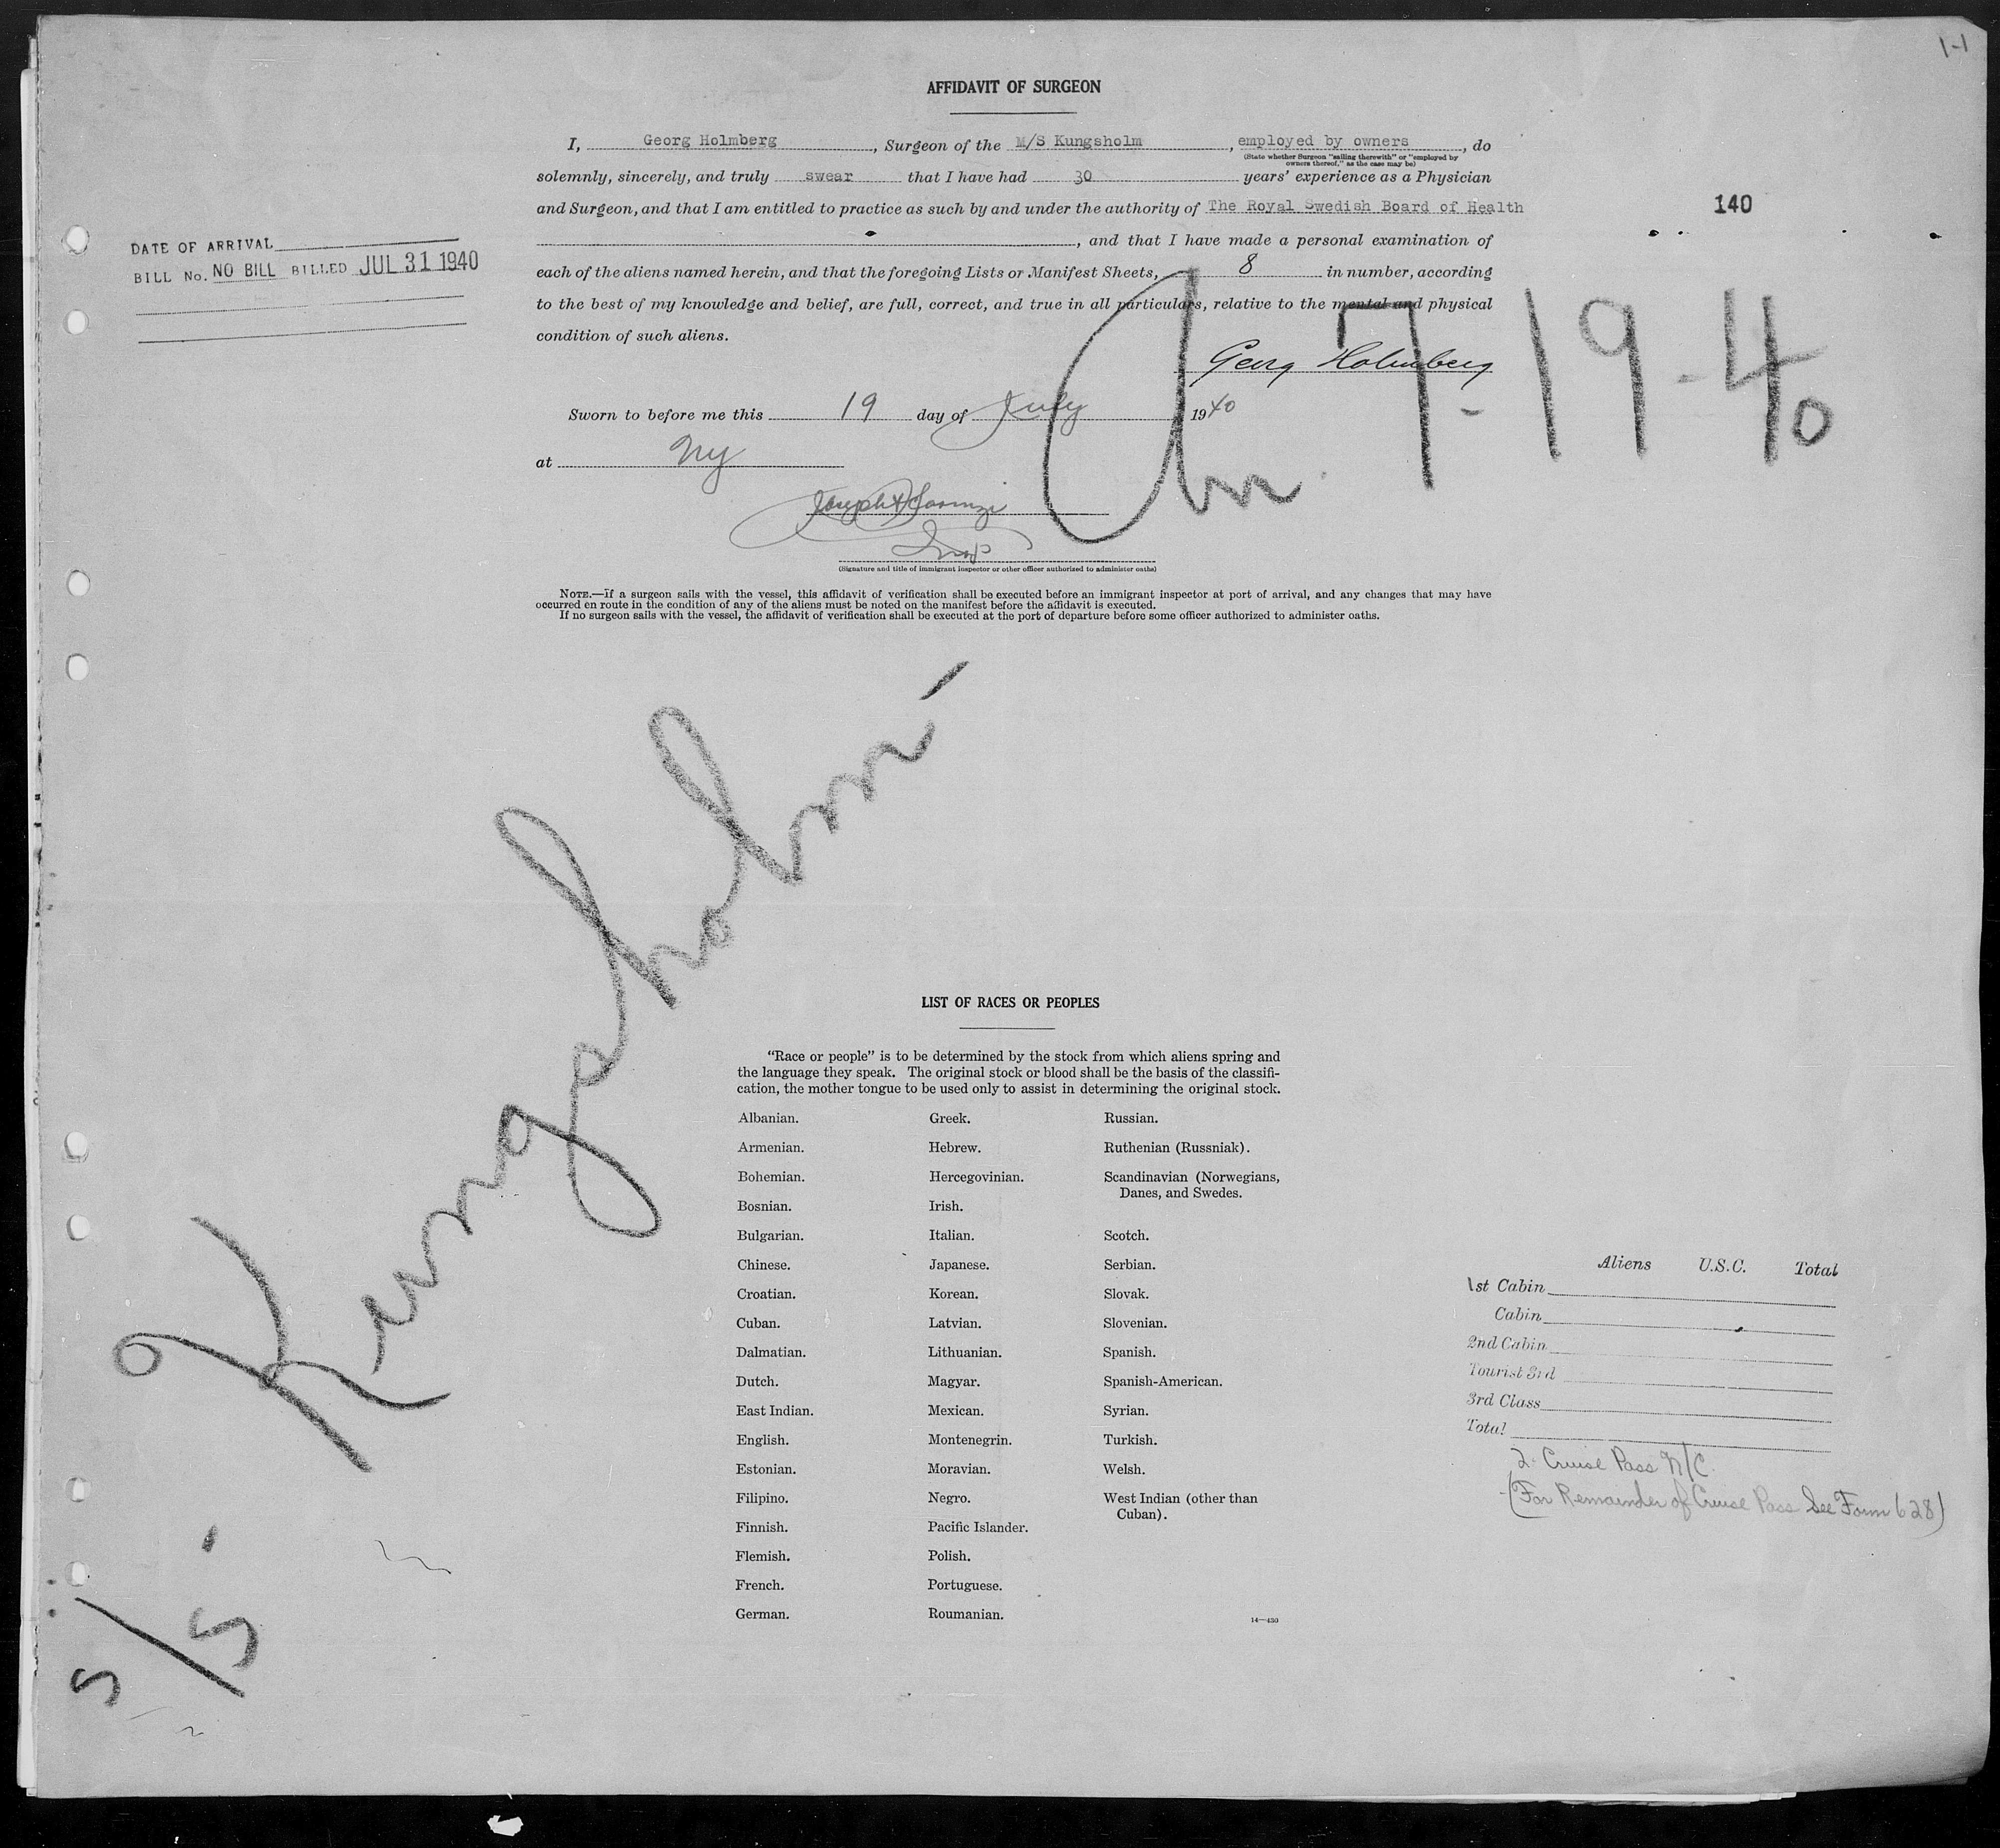 1-1
AFFIDAVIT OF SURGEON
I, Georg Holmberg, Surgeon of the M/S Kungsholm, employed by owners, do
(State whether Surgeon "sailing therewith" or "employed by
owners thereof," as the case may be)
solemnly, sincerely, and truly swear that I have had 30 years' experience as a Physician
and Surgeon, and that I am entitled to practice as such by and under the authority of The Royal Swedish Board of Health
140
, and that I have made a personal examination of
DATE OF ARRIVAL
BILL No. NO BILL BILLED JUL 31 1940
each of the aliens named herein, and that the foregoing Lists or Manifest Sheets, 8 in number, according
to the best of my knowledge and belief, are full, correct, and true in all particulars, relative to the mental and physical
condition of such aliens.
Georg Holmberg
Arr. 7-19-40
Sworn to before me this 19 day of July 1940
at NY
Joseph
Insp
(Signature and title of immigrant inspector or other officer authorized to administer oaths)
NOTE.—If a surgeon sails with the vessel, this affidavit of verification shall be executed before an immigrant inspector at port of arrival, and any changes that may have
occurred en route in the condition of any of the aliens must be noted on the manifest before the affidavit is executed.
If no surgeon sails with the vessel, the affidavit of verification shall be executed at the port of departure before some officer authorized to administer oaths.
S/S. Kungsholm
LIST OF RACES OR PEOPLES
"Race or people" is to be determined by the stock from which aliens spring and
the language they speak. The original stock or blood shall be the basis of the classifi-
cation, the mother tongue to be used only to assist in determining the original stock.
Albanian.
Armenian.
Bohemian.
Bosnian.
Bulgarian.
Chinese.
Croatian.
Cuban.
Dalmatian.
Dutch.
East Indian.
English.
Estonian.
Filipino.
Finnish.
Flemish.
French.
German.
Greek.
Hebrew.
Hercegovinian.
Irish.
Italian.
Japanese.
Korean.
Latvian.
Lithuanian.
Magyar.
Mexican.
Montenegrin.
Moravian.
Negro.
Pacific Islander.
Polish.
Portuguese.
Roumanian.
Russian.
Ruthenian (Russniak).
Scandinavian (Norwegians,
Danes, and Swedes.
Scotch.
Serbian.
Slovak.
Slovenian.
Spanish.
Spanish-American.
Syrian.
Turkish.
Welsh.
West Indian (other than
Cuban).
14—430
Aliens U.S.C. Total
1st Cabin
Cabin
2nd Cabin
Tourist 3rd
3rd Class
Total
2. Cruise Pass N/C.
(For Remainder of Cruise Pass See Form 628)